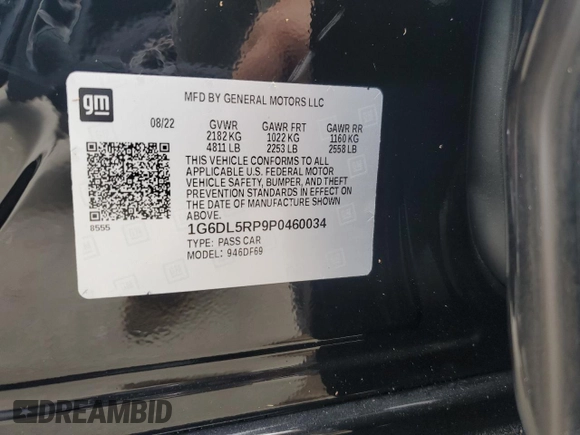 gm
MFD BY GENERAL MOTORS LLC
08/22 GVWR GAWR FRT GAWR RR
2182 KG 1022 KG 1160 KG
4811 LB 2253 LB 2558 LB
THIS VEHICLE CONFORMS TO ALL
APPLICABLE U.S. FEDERAL MOTOR
VEHICLE SAFETY, BUMPER, AND THEFT
PREVENTION STANDARDS IN EFFECT ON
THE DATE OF MANUFACTURE SHOWN
ABOVE.
8555
1G6DL5RP9P0460034
TYPE: PASS CAR
MODEL: 946DF69
DREAMBID